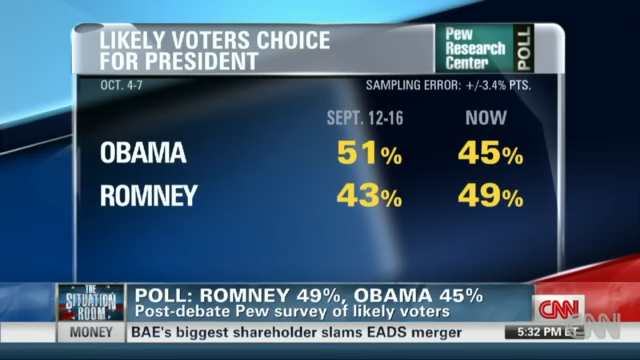 LIKELY VOTERS CHOICE
FOR PRESIDENT
Pew
Research
Center
POLL
OCT. 4-7
SAMPLING ERROR: +/-3.4% PTS.
SEPT. 12-16 NOW
OBAMA 51% 45%
ROMNEY 43% 49%
THE
SITUATION
ROOM
POLL: ROMNEY 49%, OBAMA 45%
Post-debate Pew survey of likely voters
CNN
MONEY BAE's biggest shareholder slams EADS merger
5:32 PM ET
CNN